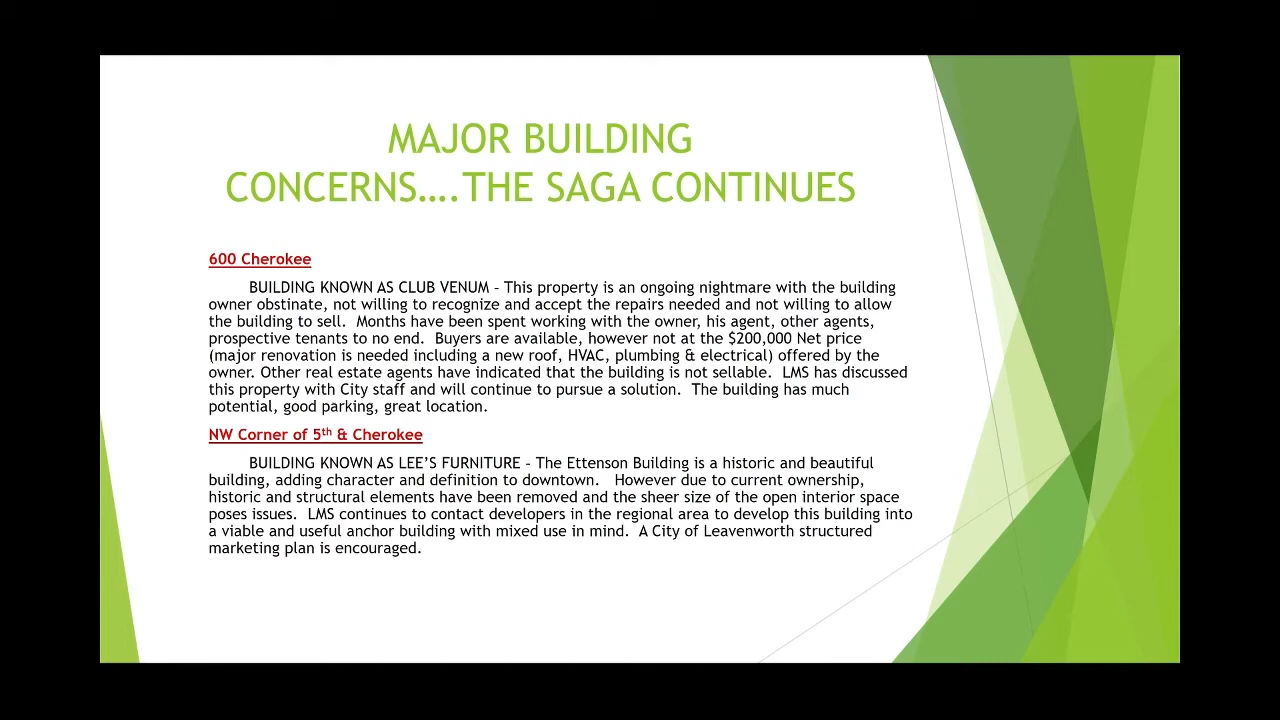 MAJOR BUILDING
CONCERNS....THE SAGA CONTINUES
600 Cherokee
BUILDING KNOWN AS CLUB VENUM – This property is an ongoing nightmare with the building
owner obstinate, not willing to recognize and accept the repairs needed and not willing to allow
the building to sell.  Months have been spent working with the owner, his agent, other agents,
prospective tenants to no end.  Buyers are available, however not at the $200,000 Net price
(major renovation is needed including a new roof, HVAC, plumbing & electrical) offered by the
owner. Other real estate agents have indicated that the building is not sellable.  LMS has discussed
this property with City staff and will continue to pursue a solution.  The building has much
potential, good parking, great location.
NW Corner of 5th & Cherokee
BUILDING KNOWN AS LEE'S FURNITURE – The Ettenson Building is a historic and beautiful
building, adding character and definition to downtown.   However due to current ownership,
historic and structural elements have been removed and the sheer size of the open interior space
poses issues.  LMS continues to contact developers in the regional area to develop this building into
a viable and useful anchor building with mixed use in mind.  A City of Leavenworth structured
marketing plan is encouraged.